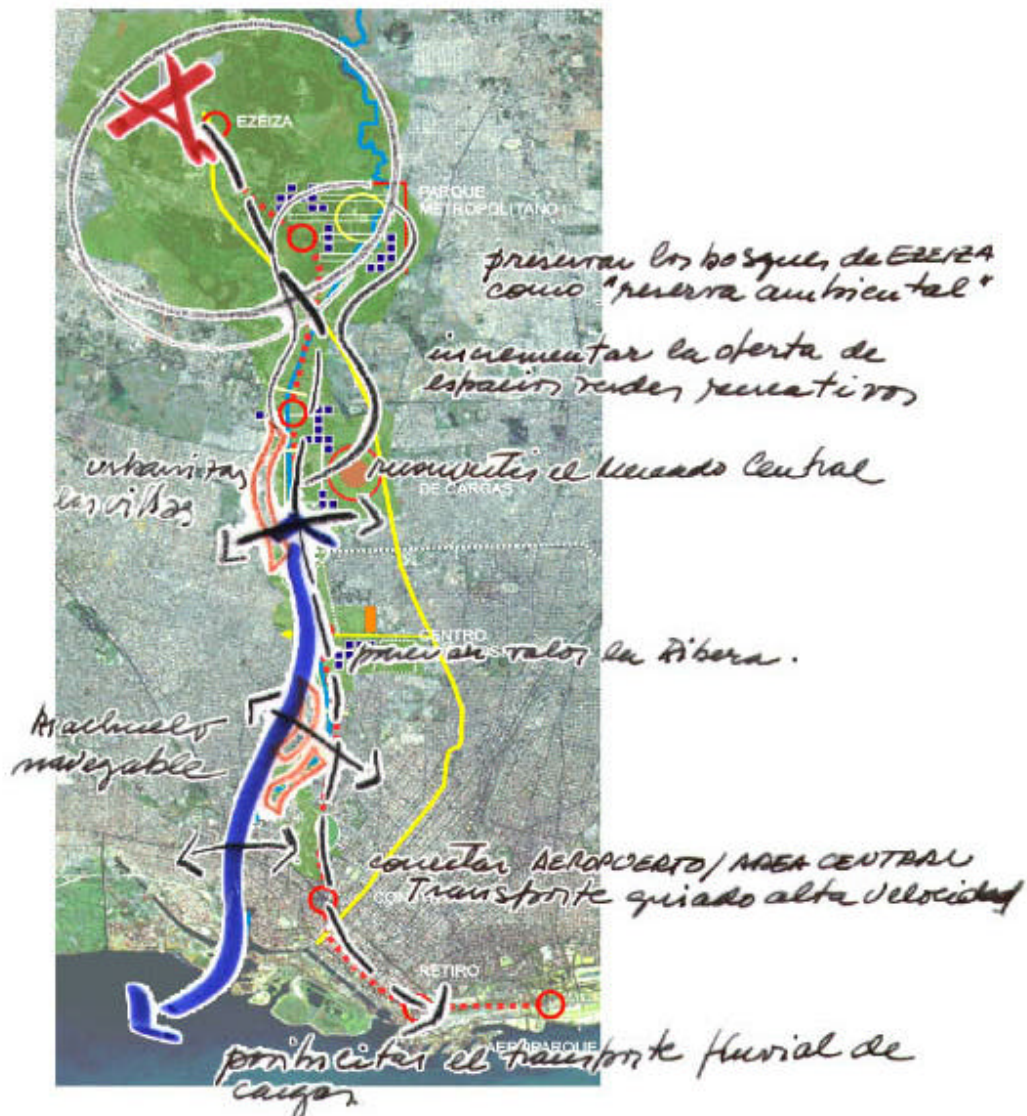 EZEIZA
PARQUE
METROPOLITANO
preservar los bosques de EZEIZA
como "reserva ambiental"
incrementar la oferta de
espacios verdes recreativos
urbanizar
las villas
el Mercado Central
DE CARGAS
CENTRO
poner en valor la Ribera.
Riachuelo
navegable
conectar AEROPUERTO/AREA CENTRAL
Transporte guiado alta velocidad
RETIRO
AEROPARQUE
posibilitar el transporte fluvial de
cargas